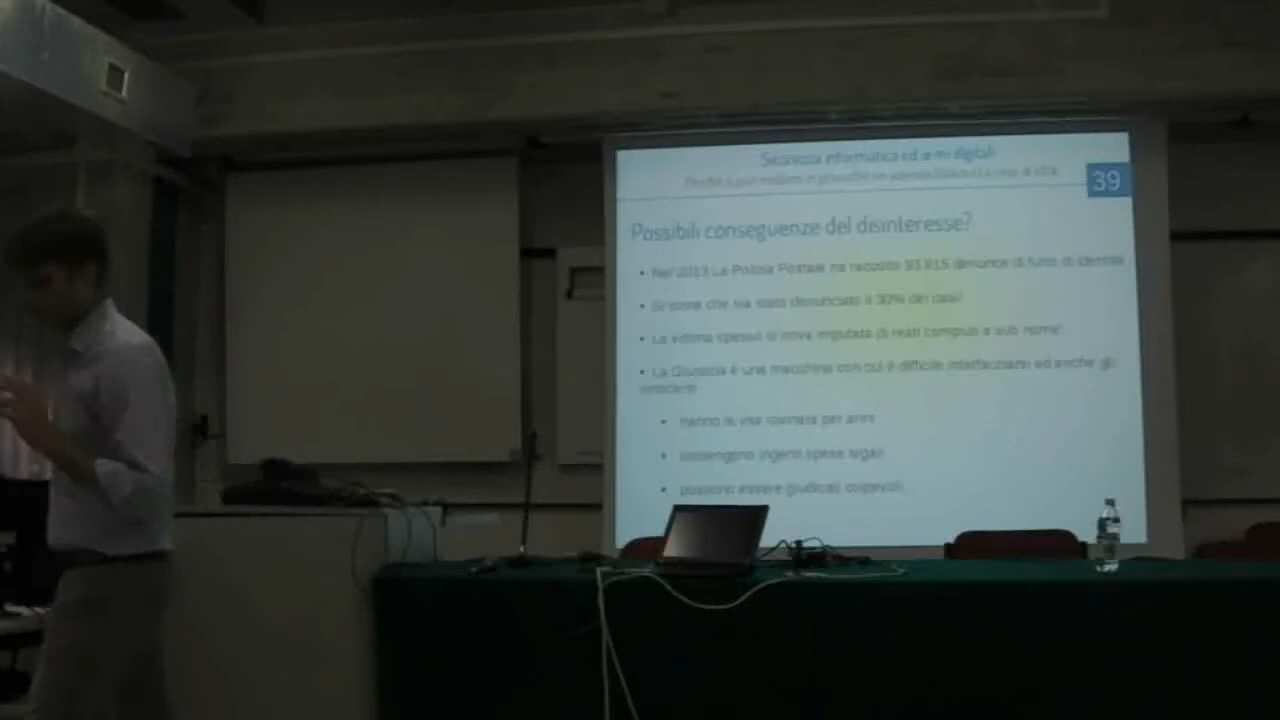 Sicurezza informatica ed armi digitali
39
Possibili conseguenze del disinteresse?
• Nel 2013 La Polizia Postale ha raccolto denunce di furto di identità
• Si stima che sia stato denunciato il 30% dei casi!
• La vittima spesso si trova imputato di reati compiuti a suo nome!
• La Giustizia è una macchina con cui è difficile interfacciarsi ed anche gli
innocenti
• hanno la vita rovinata per anni
• sostengono ingenti spese legali
• possono essere giudicati colpevoli